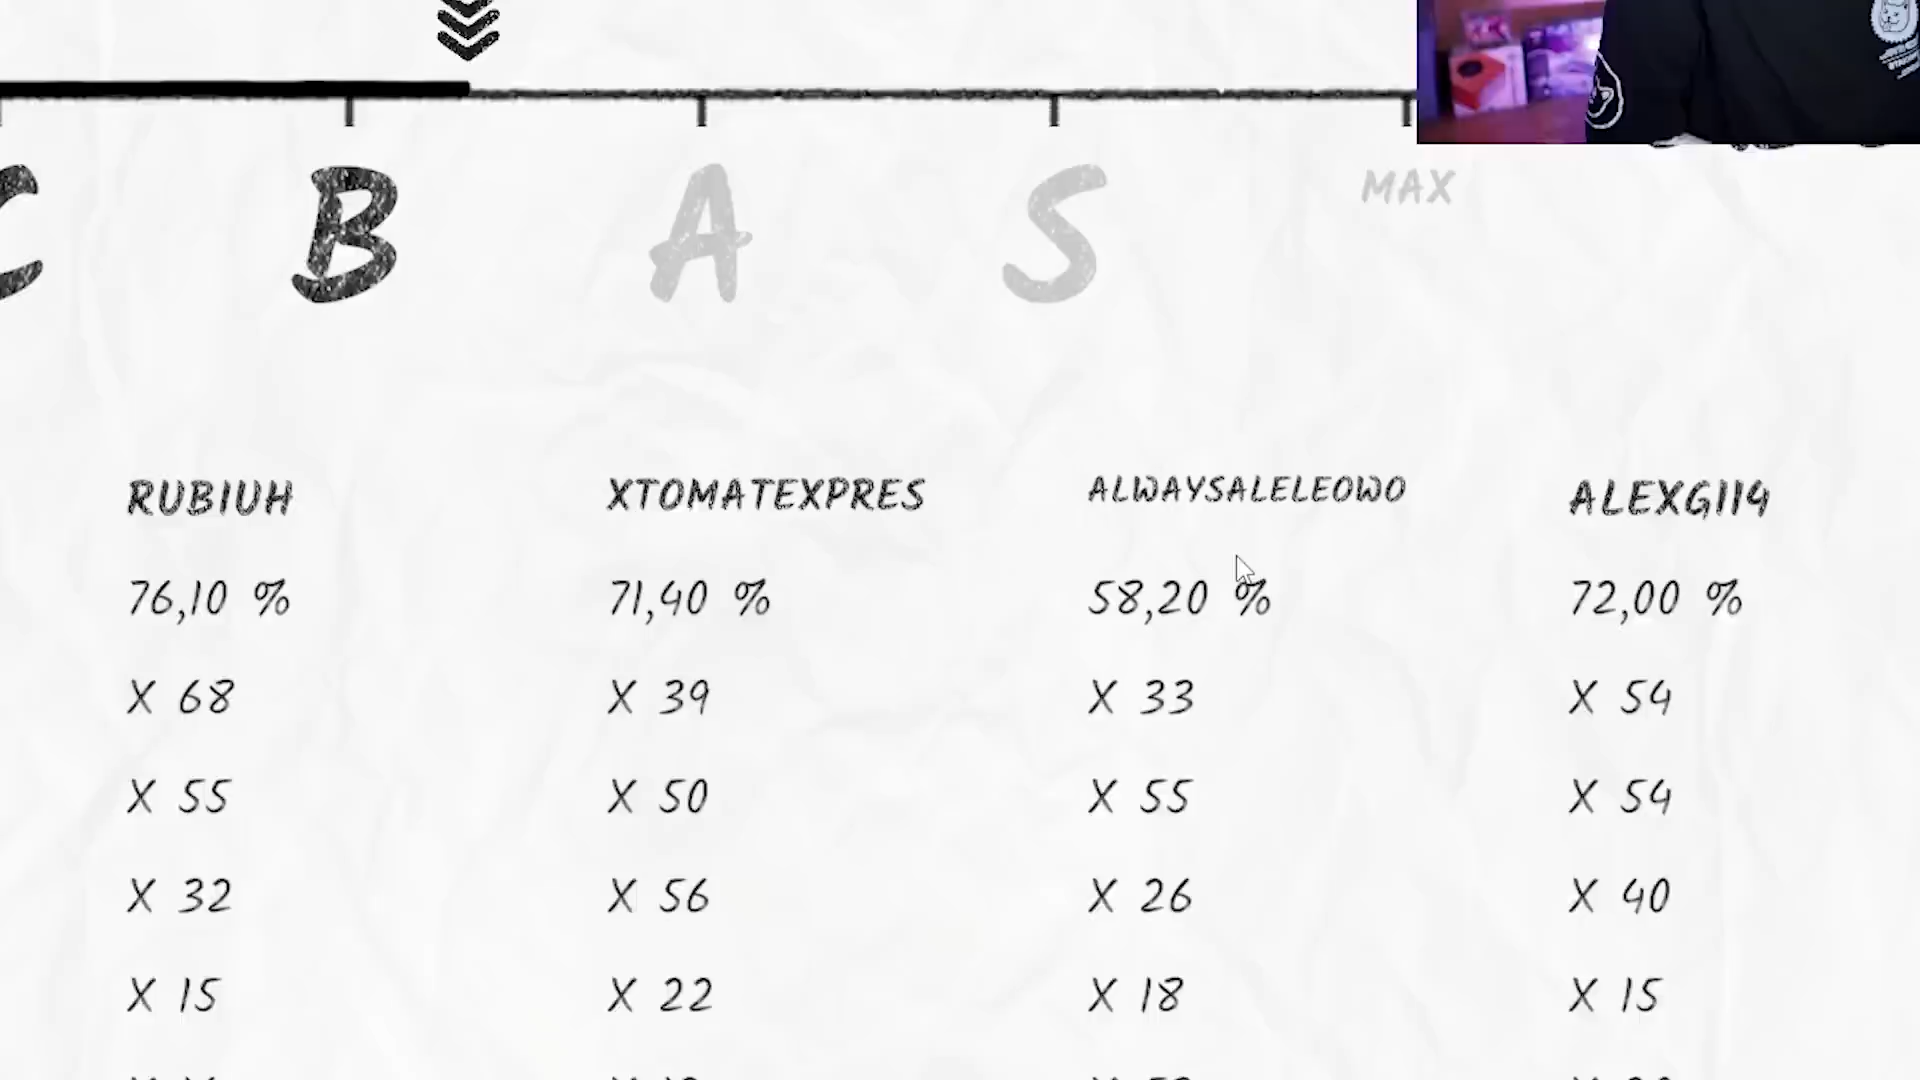 C B A S MAX
RUBIUH XTOMATEXPRES ALWAYSALELEOWO ALEXG114
76,10 % 71,40 % 58,20 % 72,00 %
X 68 X 39 X 33 X 54
X 55 X 50 X 55 X 54
X 32 X 56 X 26 X 40
X 15 X 22 X 18 X 15